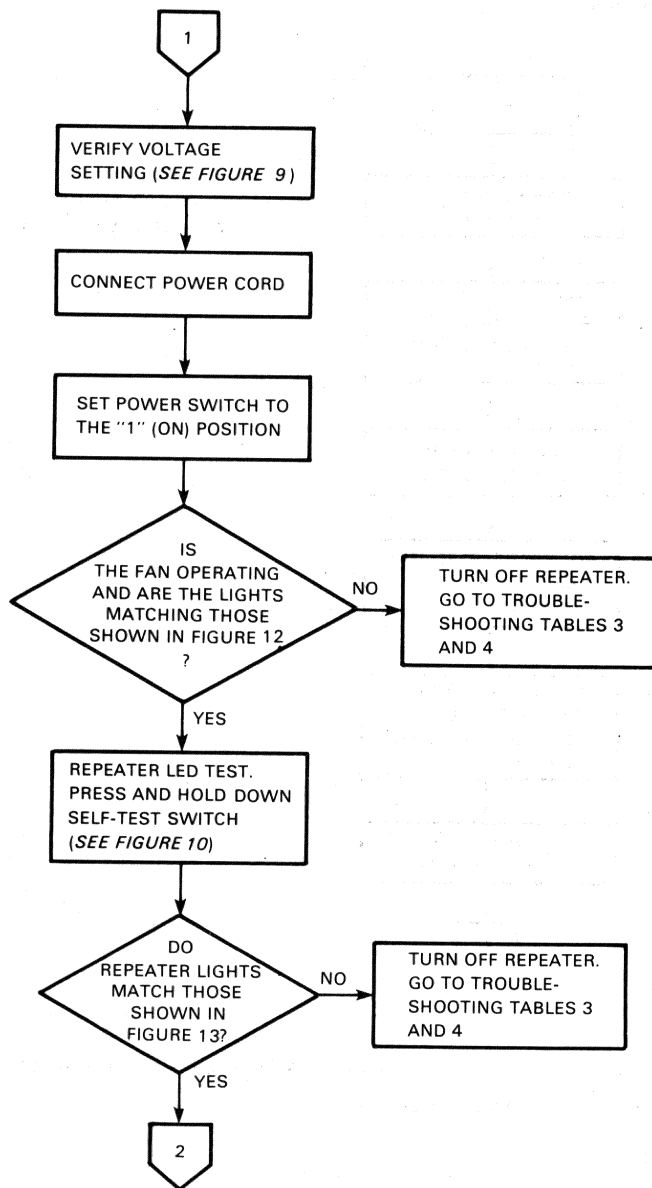 1
VERIFY VOLTAGE
SETTING (SEE FIGURE 9)
CONNECT POWER CORD
SET POWER SWITCH TO
THE "1" (ON) POSITION
IS
THE FAN OPERATING
AND ARE THE LIGHTS
MATCHING THOSE
SHOWN IN FIGURE 12
?
NO
TURN OFF REPEATER.
GO TO TROUBLE-
SHOOTING TABLES 3
AND 4
YES
REPEATER LED TEST.
PRESS AND HOLD DOWN
SELF-TEST SWITCH
(SEE FIGURE 10)
DO
REPEATER LIGHTS
MATCH THOSE
SHOWN IN
FIGURE 13?
NO
TURN OFF REPEATER.
GO TO TROUBLE-
SHOOTING TABLES 3
AND 4
YES
2